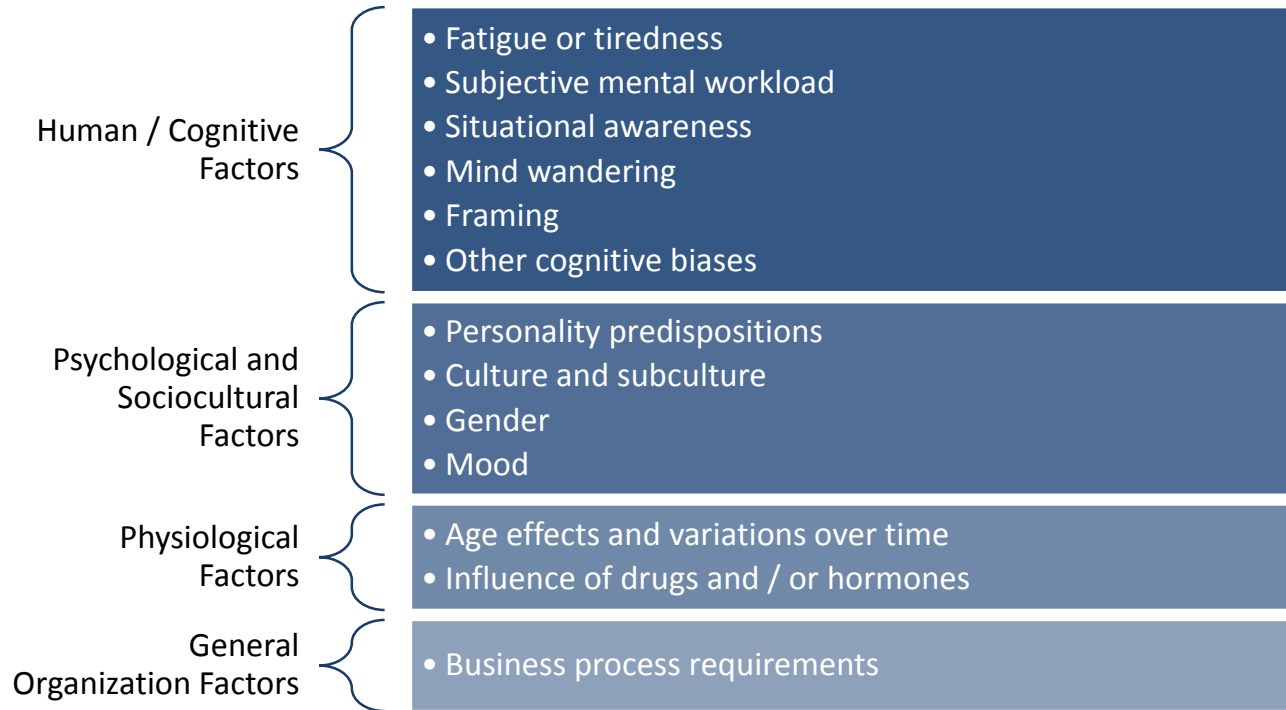 Human / Cognitive
Factors
• Fatigue or tiredness
• Subjective mental workload
• Situational awareness
• Mind wandering
• Framing
• Other cognitive biases
Psychological and
Sociocultural
Factors
• Personality predispositions
• Culture and subculture
• Gender
• Mood
Physiological
Factors
• Age effects and variations over time
• Influence of drugs and / or hormones
General
Organization Factors
• Business process requirements